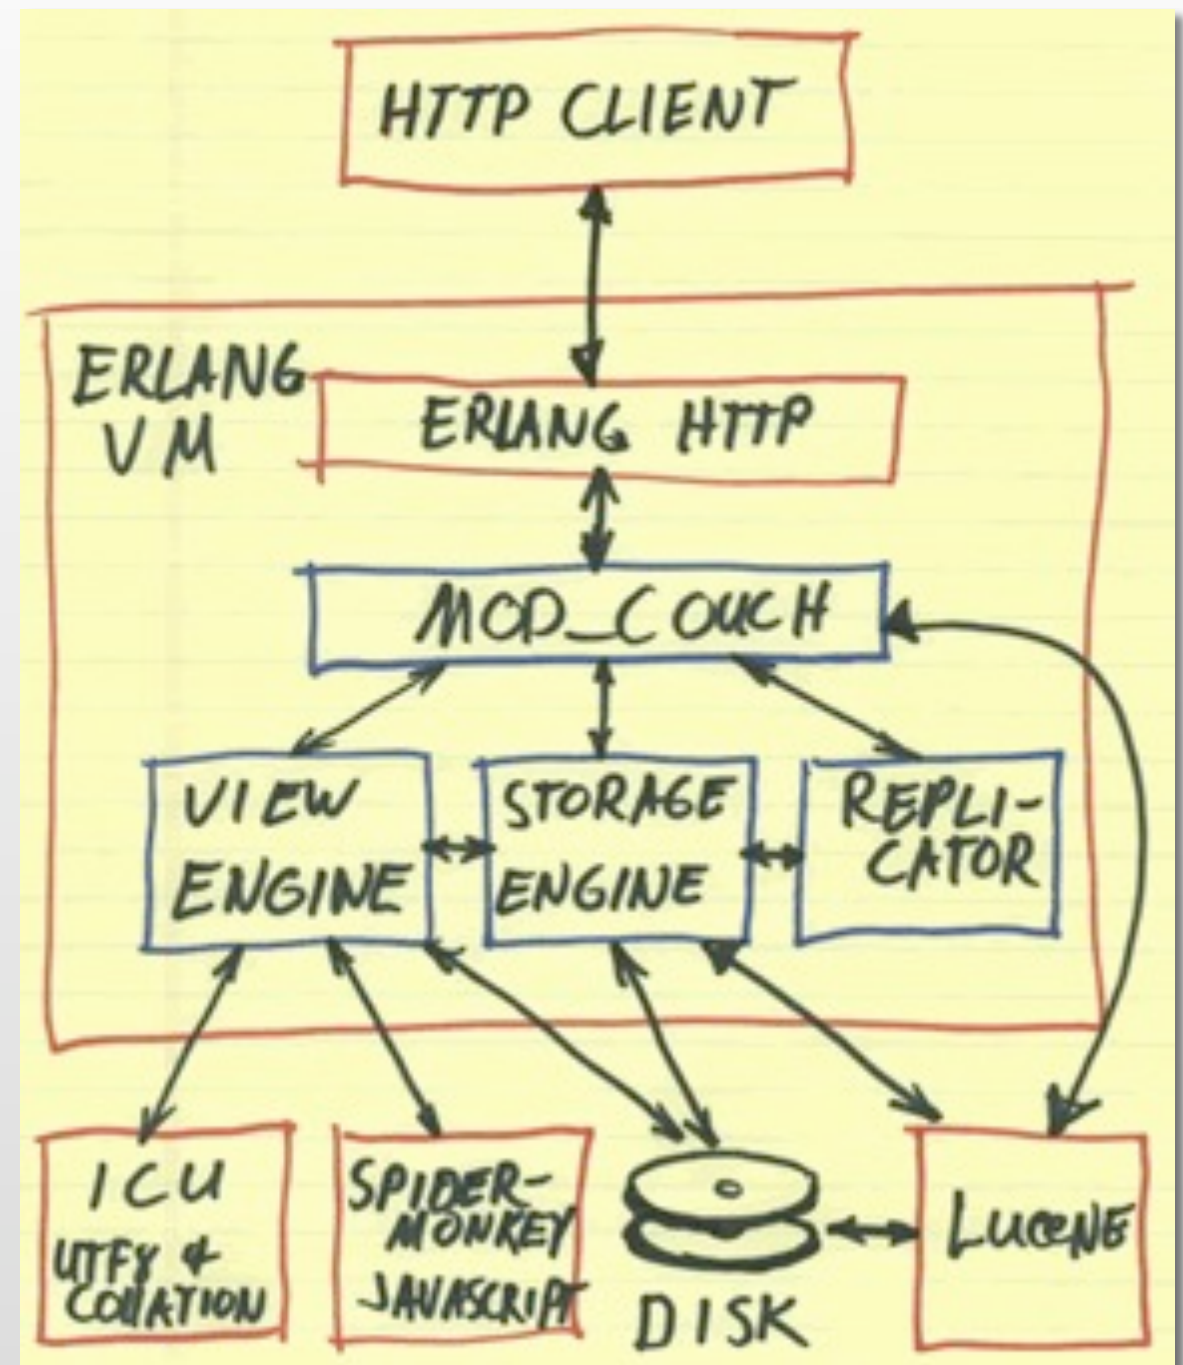 HTTP CLIENT
ERLANG
VM
ERLANG HTTP
MOD_COUCH
VIEW
ENGINE
STORAGE
ENGINE
REPLI-
CATOR
ICU
UTF8 &
COLLATION
SPIDER-
MONKEY
JAVASCRIPT
DISK
LUCENE